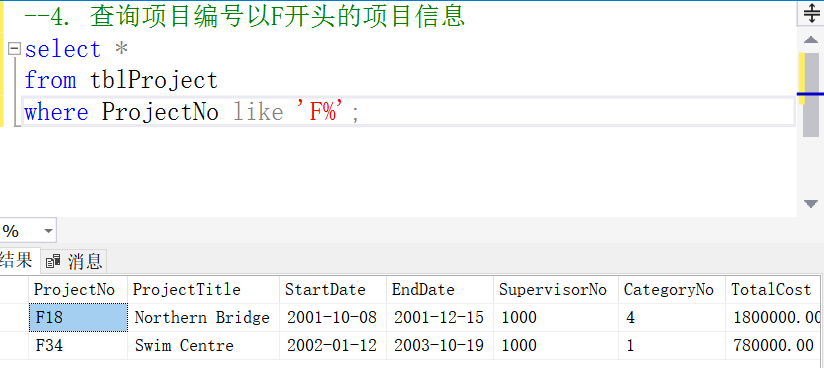 --4. 查询项目编号以F开头的项目信息
select *
from tblProject
where ProjectNo like 'F%';
%
结果 消息
ProjectNo ProjectTitle StartDate EndDate SupervisorNo CategoryNo TotalCost
F18 Northern Bridge 2001-10-08 2001-12-15 1000 4 1800000.00
F34 Swim Centre 2002-01-12 2003-10-19 1000 1 780000.00